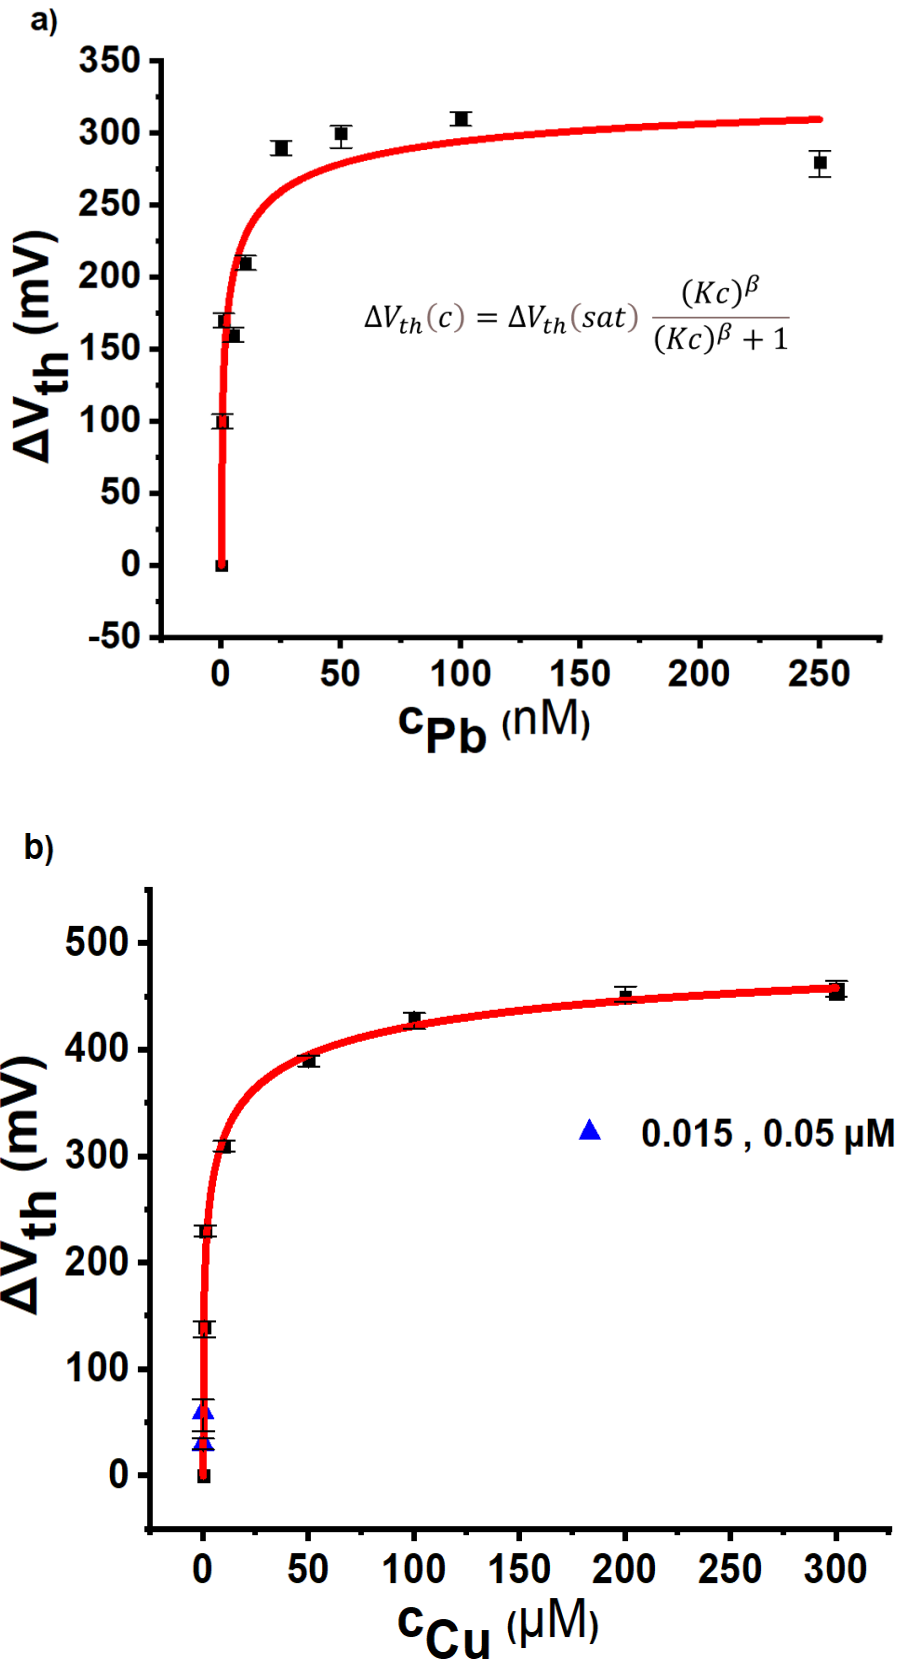 a)
350
300
250
200
150
100
50
0
-50
ΔVth (mV)
ΔVth(c) = ΔVth(sat) (Kc)^β / (Kc)^β + 1
0 50 100 150 200 250
cPb (nM)
b)
500
400
300
200
100
0
ΔVth (mV)
0.015 , 0.05 µM
0 50 100 150 200 250 300
cCu (µM)